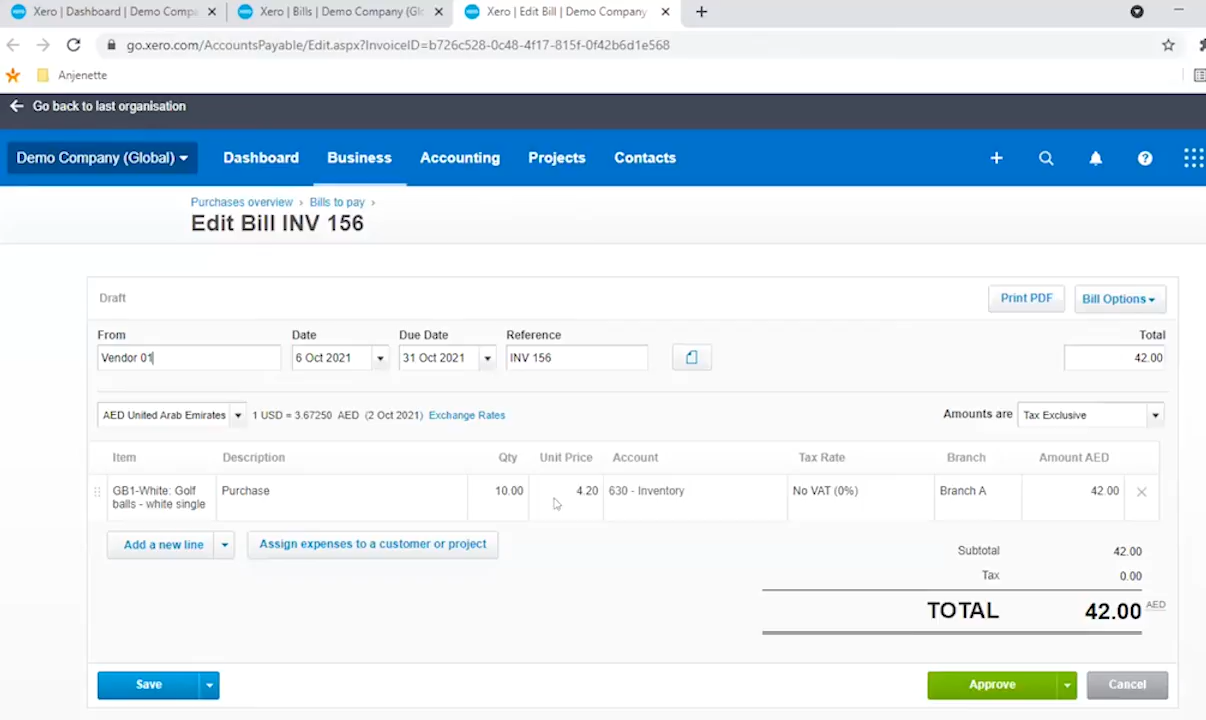 Xero | Dashboard | Demo Compa
Xero | Bills | Demo Company (Glo
Xero | Edit Bill | Demo Company
go.xero.com/AccountsPayable/Edit.aspx?InvoiceID=b726c528-0c48-4f17-815f-0f42b6d1e568
Anjenette
Go back to last organisation
Demo Company (Global) Dashboard Business Accounting Projects Contacts
Purchases overview › Bills to pay ›
Edit Bill INV 156
Draft Print PDF Bill Options
From Date Due Date Reference Total
Vendor 01 6 Oct 2021 31 Oct 2021 INV 156 42.00
AED United Arab Emirates 1 USD = 3.67250 AED (2 Oct 2021) Exchange Rates Amounts are Tax Exclusive
Item Description Qty Unit Price Account Tax Rate Branch Amount AED
GB1-White: Golf Purchase 10.00 4.20 630 - Inventory No VAT (0%) Branch A 42.00
balls - white single
Add a new line Assign expenses to a customer or project
Subtotal 42.00
Tax 0.00
TOTAL 42.00 AED
Save Approve Cancel